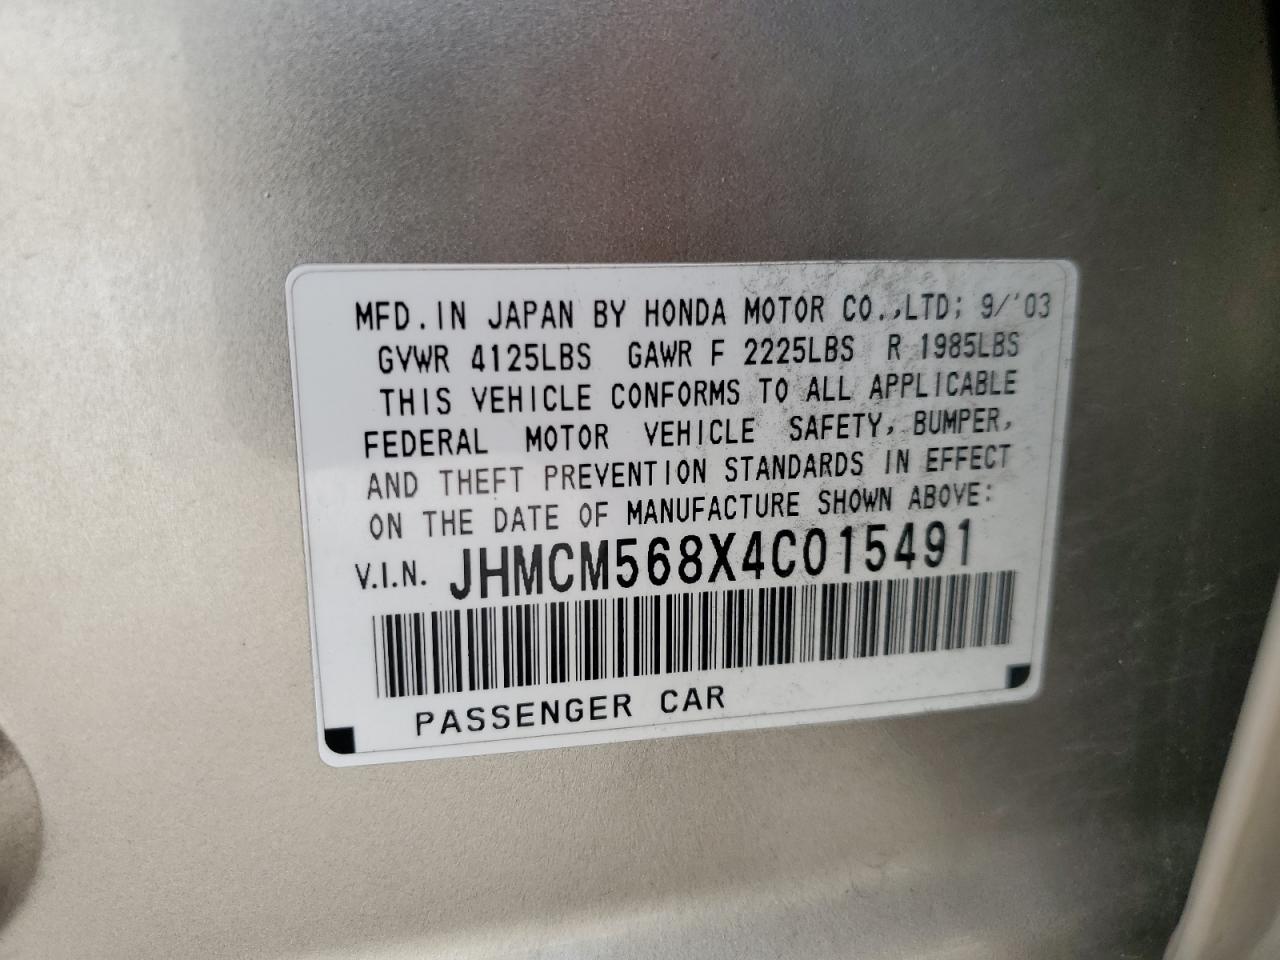 MFD. IN JAPAN BY HONDA MOTOR CO.,LTD; 9/'03
GVWR 4125LBS GAWR F 2225LBS R 1985LBS
THIS VEHICLE CONFORMS TO ALL APPLICABLE
FEDERAL MOTOR VEHICLE SAFETY, BUMPER,
AND THEFT PREVENTION STANDARDS IN EFFECT
ON THE DATE OF MANUFACTURE SHOWN ABOVE:
V.I.N. JHMCM568X4C015491
PASSENGER CAR